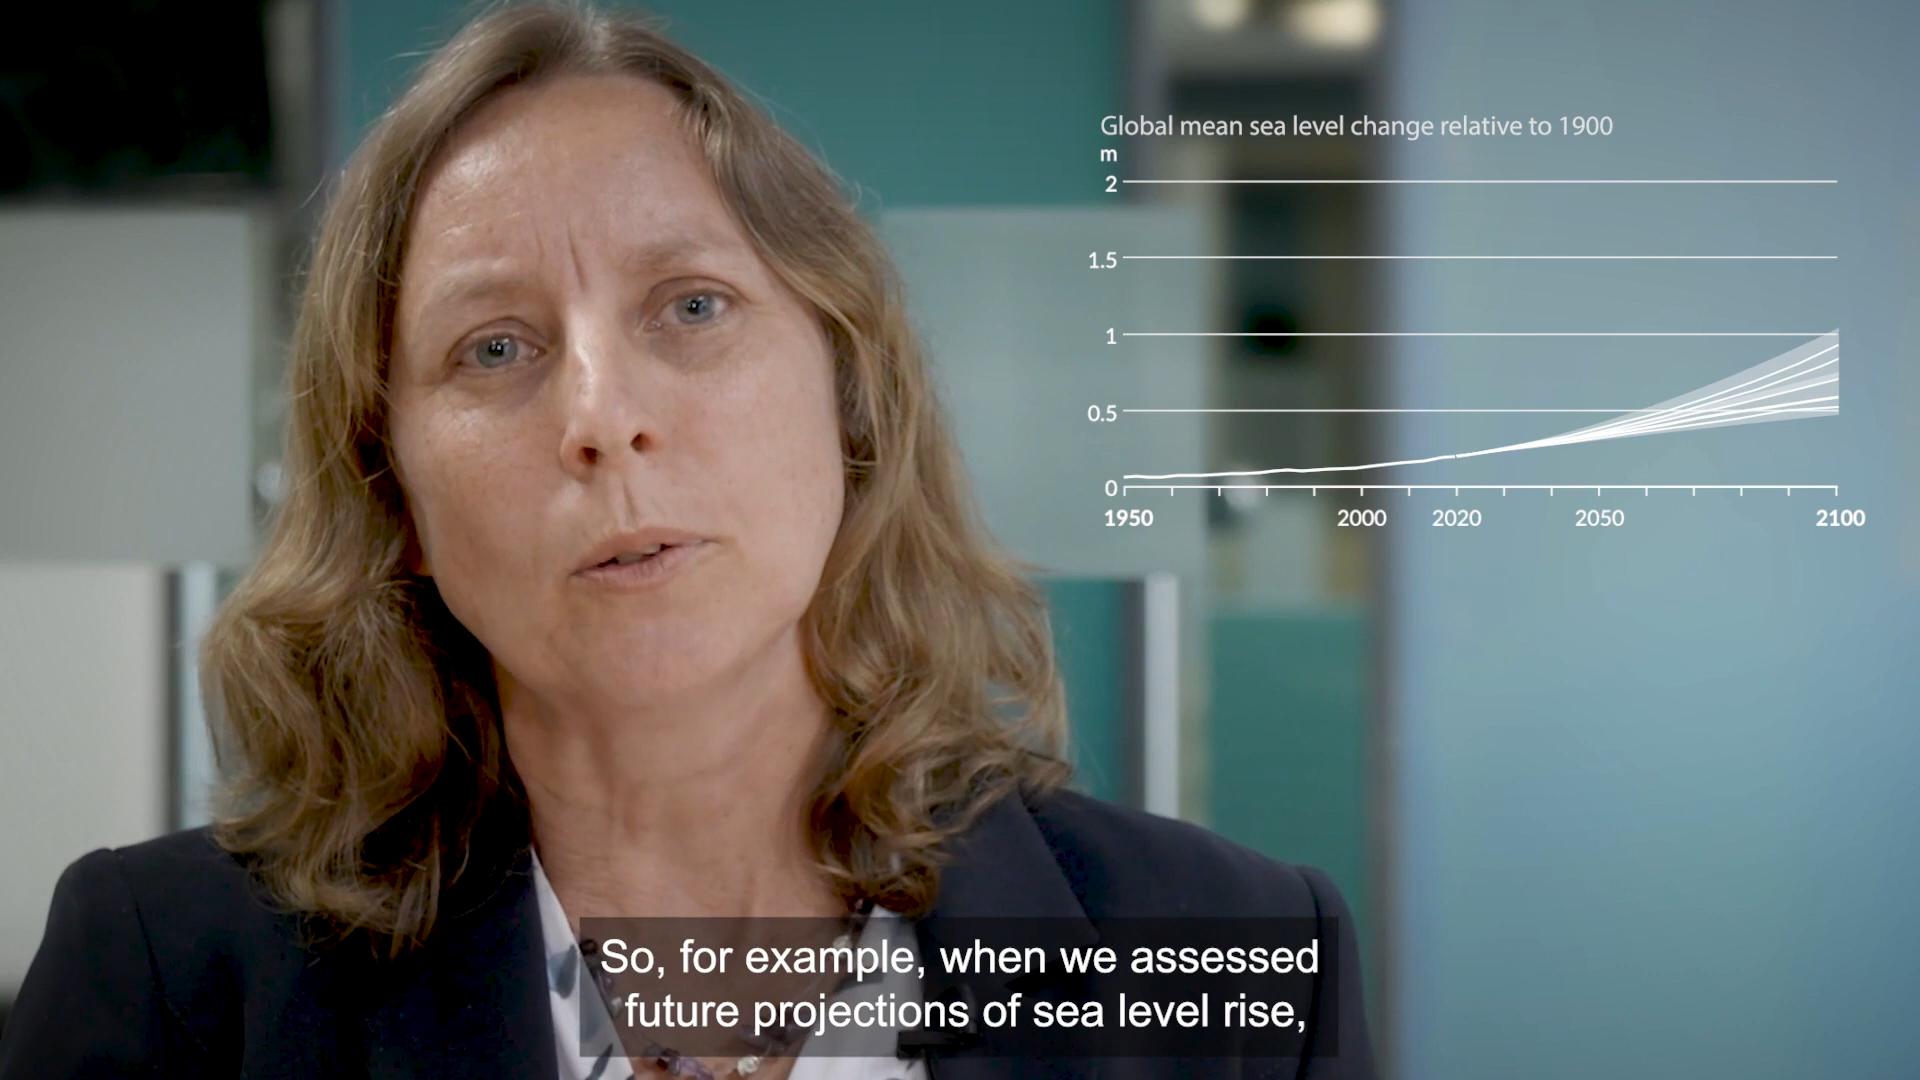 Global mean sea level change relative to 1900
m
2
1.5
1
0.5
0
1950 2000 2020 2050 2100
So, for example, when we assessed
future projections of sea level rise,